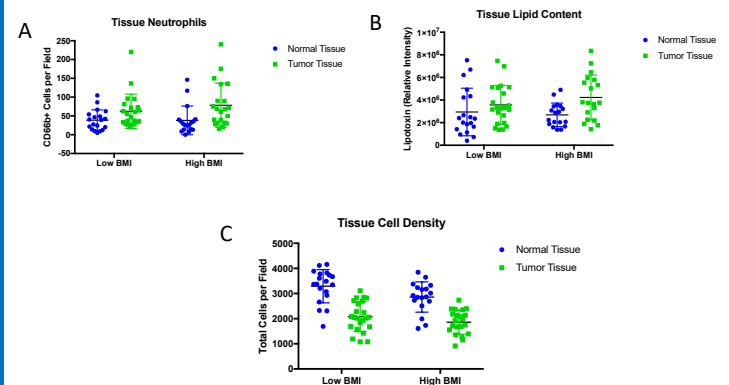 A
Tissue Neutrophils
CD66b+ Cells per Field
250
200
150
100
50
0
-50
Low BMI
High BMI
Normal Tissue
Tumor Tissue
B
Tissue Lipid Content
Lipotoxin (Relative Intensity)
1×10⁷
8×10⁶
6×10⁶
4×10⁶
2×10⁶
0
Low BMI
High BMI
Normal Tissue
Tumor Tissue
C
Tissue Cell Density
Total Cells per Field
5000
4000
3000
2000
1000
0
Low BMI
High BMI
Normal Tissue
Tumor Tissue